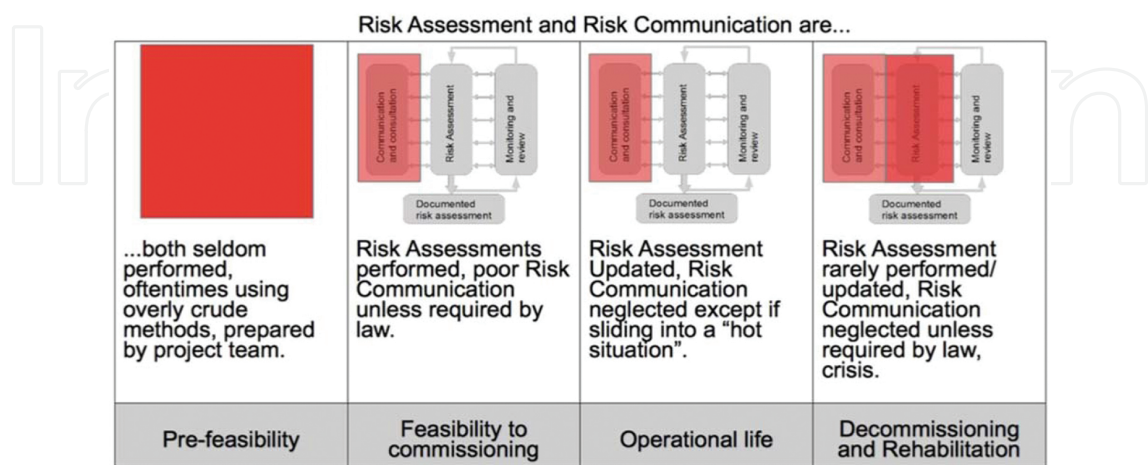 Risk Assessment and Risk Communication are...
...both seldom
performed,
oftentimes using
overly crude
methods, prepared
by project team.
Pre-feasibility
Communication
and consultation
Risk Assessment
Monitoring and
review
Documented
risk assessment
Risk Assessments
performed, poor Risk
Communication
unless required by
law.
Feasibility to
commissioning
Communication
and consultation
Risk Assessment
Monitoring and
review
Documented
risk assessment
Risk Assessment
Updated, Risk
Communication
neglected except if
sliding into a “hot
situation”.
Operational life
Communication
and consultation
Risk Assessment
Monitoring and
review
Documented
risk assessment
Risk Assessment
rarely performed/
updated, Risk
Communication
neglected unless
required by law,
crisis.
Decommissioning
and Rehabilitation